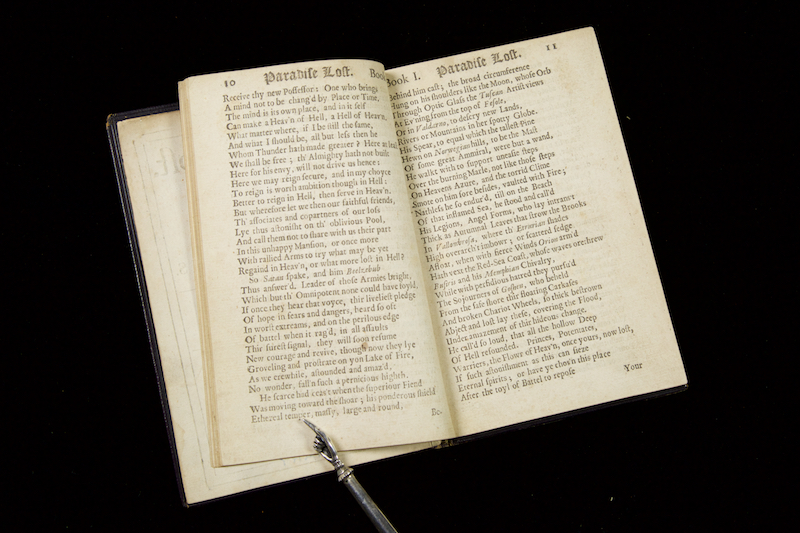 10 Paradise Lost. Book
Receive thy new Possessor: One who brings
A mind not to be chang'd by Place or Time.
The mind is its own place, and in it self
Can make a Heav'n of Hell, a Hell of Heav'n.
What matter where, if I be still the same,
And what I should be, all but less then he
Whom Thunder hath made greater? Here at
We shall be free; th' Almighty hath not built
Here for his envy, will not drive us hence:
Here we may reign secure, and in my choyce
To reign is worth ambition though in Hell:
Better to reign in Hell, then serve in Heav'n.
But wherefore let we then our faithful friends,
Th' associates and copartners of our loss
Lye thus astonisht on th' oblivious Pool,
And call them not to share with us their part
In this unhappy Mansion, or once more
With rallied Arms to try what may be yet
Regaind in Heav'n, or what more lost in Hell?
So Satan spake, and him Beelzebub
Thus answer'd. Leader of those Armies bright,
Which but th' Omnipotent none could have foyld,
If once they hear that voyce, this liveliest pledge
Of hope in fears and dangers, heard so oft
In worst extreams, and on the perilous edge
Of battel when it rag'd, in all assaults
This surest signal, they will soon resume
New courage and revive, though now they lye
Groveling and prostrate on yon Lake of Fire,
As we erewhile, astounded and amaz'd,
No wonder, fall'n such a pernicious highth.
He scarce had ceas't when the superiour Fiend
Was moving toward the shoar; his ponderous shield
Ethereal temper, massy, large and round,
Be-
Book I. Paradise Lost. 11
Behind him cast; the broad circumference
Hung on his shoulders like the Moon, whose Orb
Through Optic Glass the Tuscan Artist views
At Ev'ning from the top of Fesole,
Or in Valdarno, to descry new Lands,
Rivers or Mountains in her spotty Globe.
His Spear, to equal which the tallest Pine
Hewn on Norwegian hills, to be the Mast
Of some great Ammiral, were but a wand,
He walkt with to support uneasie steps
Over the burning Marle, not like those steps
On Heavens Azure, and the torrid Clime
Smote on him sore besides, vaulted with Fire;
Nathless he so endur'd, till on the Beach
Of that inflamed Sea, he stood and call'd
His Legions, Angel Forms, who lay intrans't
Thick as Autumnal Leaves that strow the Brooks
In Vallombrosa, where th' Etrurian shades
High overarch't imbowr; or scatterd sedge
Afloat, when with fierce Winds Orion arm'd
Hath vext the Red-Sea Coast, whose waves orethrew
Busiris and his Memphian Chivalry,
While with perfidious hatred they pursu'd
The Sojourners of Goshen, who beheld
From the safe shore thir floating Carkases
And broken Chariot Wheels, so thick bestrown
Abject and lost lay these, covering the Flood,
Under amazement of thir hideous change.
He call'd so loud, that all the hollow Deep
Of Hell resounded. Princes, Potentates,
Warriers, the Flowr of Heav'n, once yours, now lost,
If such astonishment as this can sieze
Eternal spirits; or have ye chos'n this place
After the toyl of Battel to repose
Your